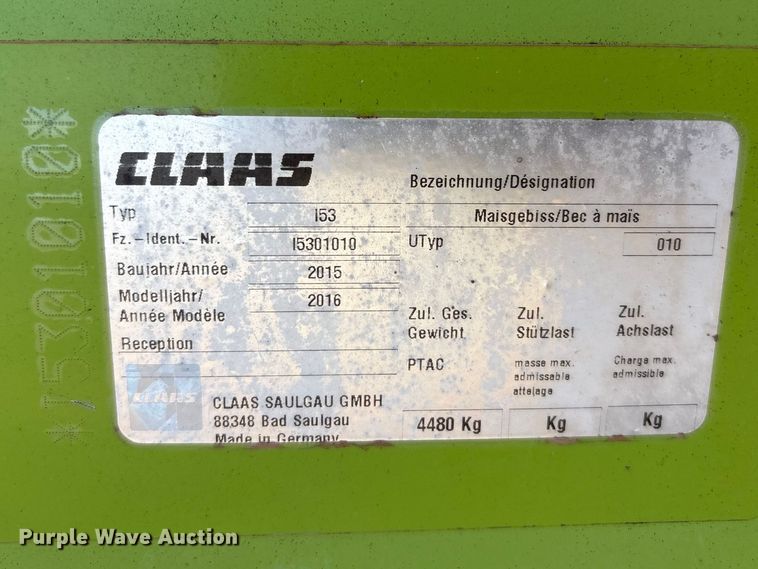 *I5301010*
CLAAS
Bezeichnung/Désignation
Typ I53 Maisgebiss/Bec à maïs
Fz.-Ident.-Nr. I5301010 UTyp 010
Baujahr/Année 2015
Modelljahr/ 2016
Année Modèle
Zul. Ges. Zul. Zul.
Gewicht Stützlast Achslast
Reception
PTAC masse max. Charge max.
admissable admissible
attelage
CLAAS
CLAAS SAULGAU GMBH
88348 Bad Saulgau
Made in Germany
4480 Kg Kg Kg
Purple Wave Auction